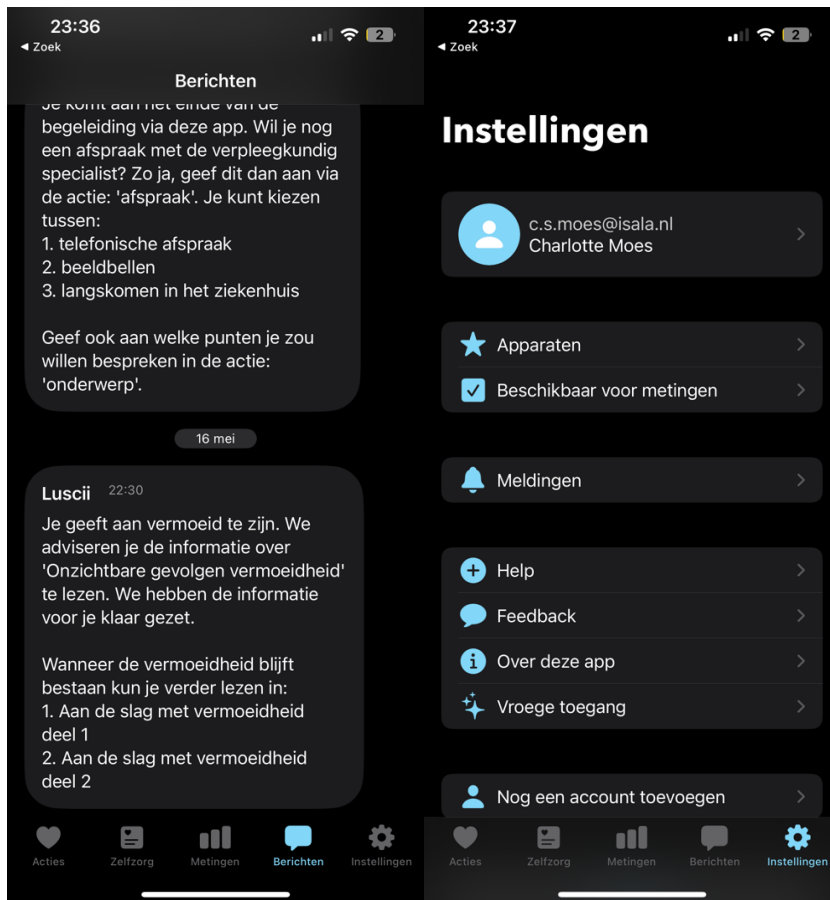 23:36
2
◀ Zoek
Berichten
Je komt aan het einde van de
begeleiding via deze app. Wil je nog
een afspraak met de verpleegkundig
specialist? Zo ja, geef dit dan aan via
de actie: 'afspraak'. Je kunt kiezen
tussen:
1. telefonische afspraak
2. beeldbellen
3. langskomen in het ziekenhuis
Geef ook aan welke punten je zou
willen bespreken in de actie:
'onderwerp'.
16 mei
Luscii 22:30
Je geeft aan vermoeid te zijn. We
adviseren je de informatie over
'Onzichtbare gevolgen vermoeidheid'
te lezen. We hebben de informatie
voor je klaar gezet.
Wanneer de vermoeidheid blijft
bestaan kun je verder lezen in:
1. Aan de slag met vermoeidheid
deel 1
2. Aan de slag met vermoeidheid
deel 2
Acties Zelfzorg Metingen Berichten Instellingen
23:37
2
◀ Zoek
Instellingen
c.s.moes@isala.nl
Charlotte Moes
Apparaten
Beschikbaar voor metingen
Meldingen
Help
Feedback
Over deze app
Vroege toegang
Nog een account toevoegen
Acties Zelfzorg Metingen Berichten Instellingen